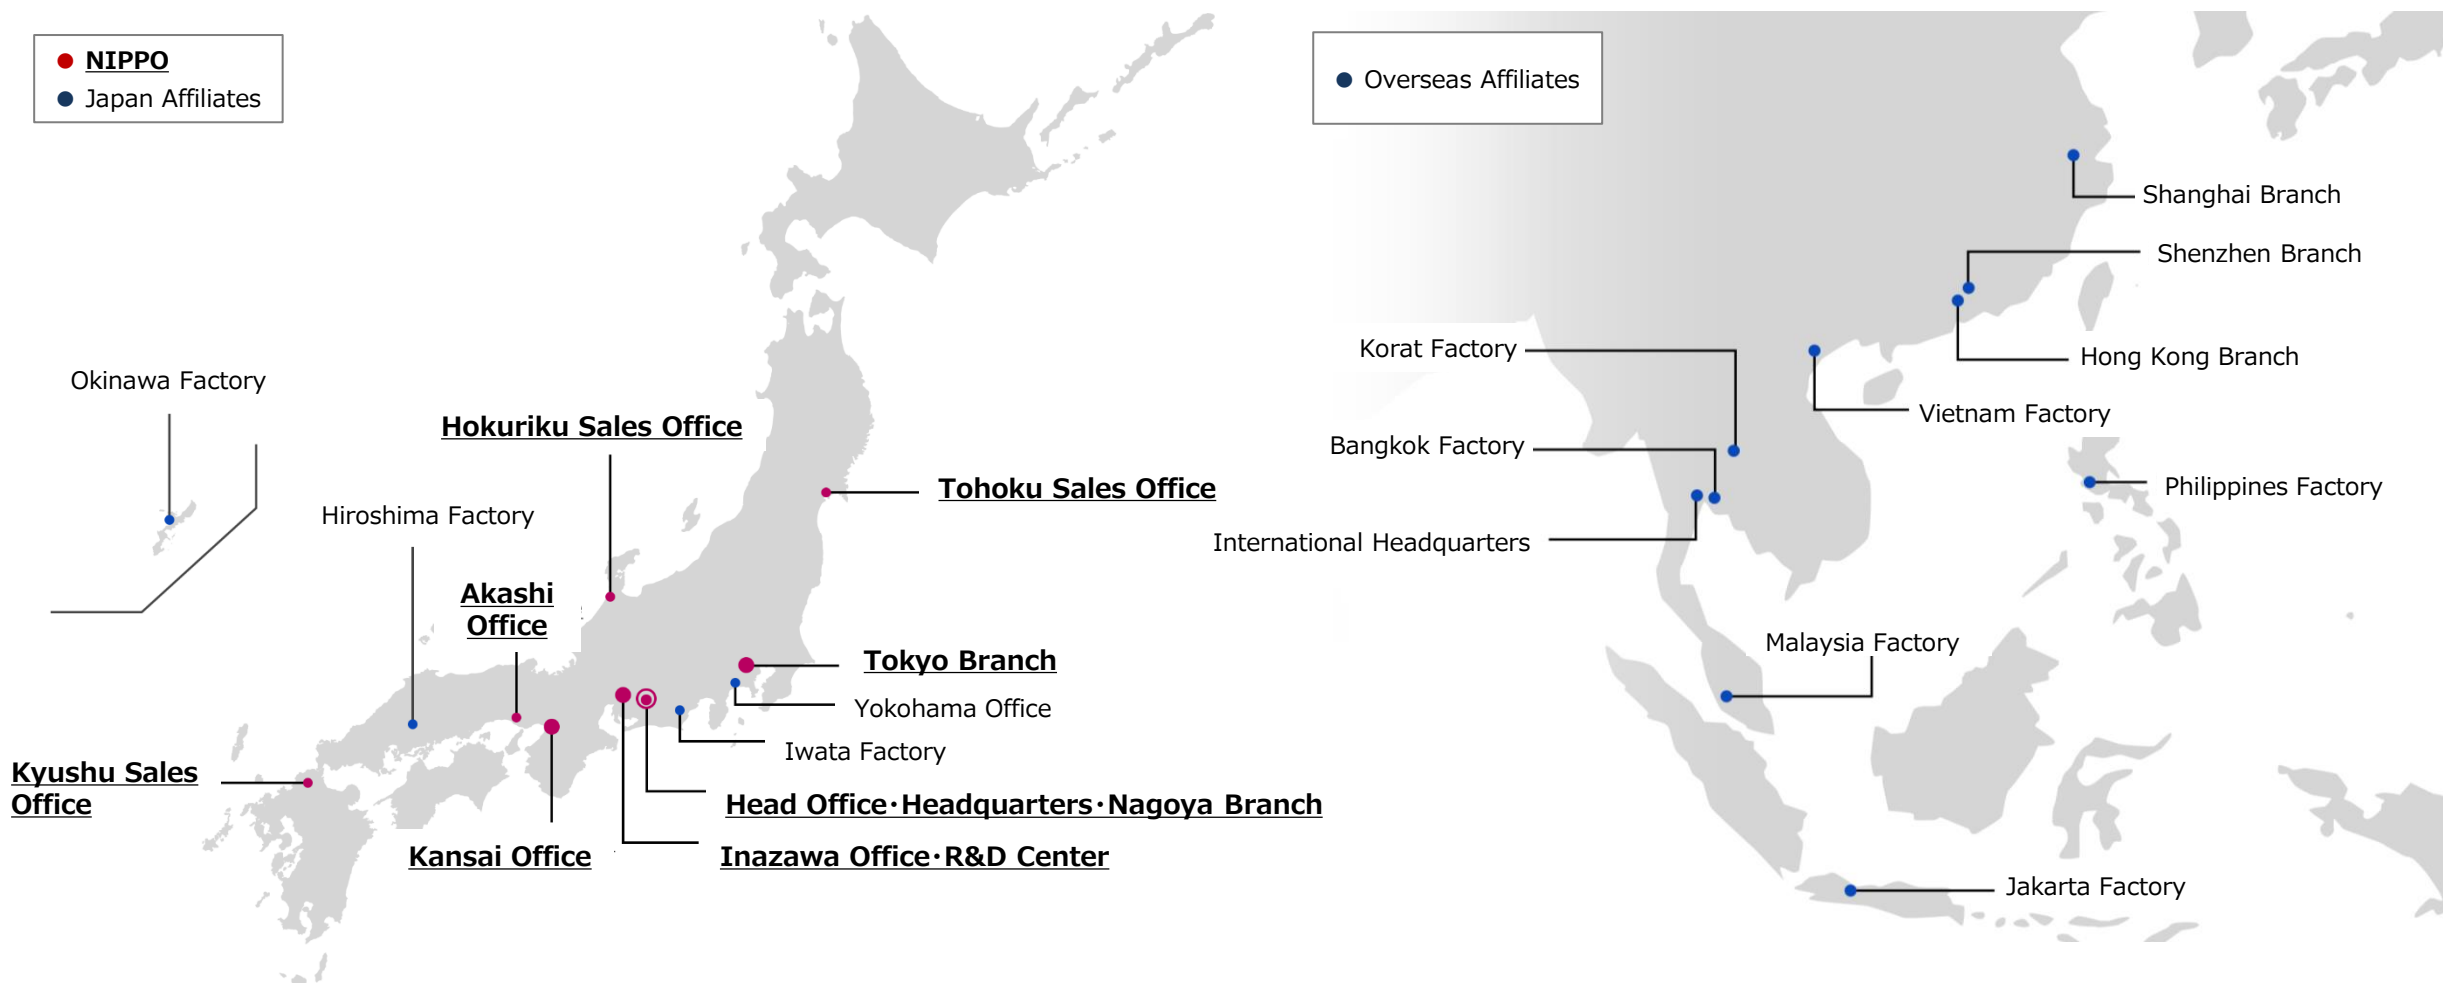 NIPPO
Japan Affiliates
Okinawa Factory
Hokuriku Sales Office
Tohoku Sales Office
Hiroshima Factory
Akashi
Office
Tokyo Branch
Yokohama Office
Iwata Factory
Kyushu Sales
Office
Head Office・Headquarters・Nagoya Branch
Kansai Office
Inazawa Office・R&D Center
Overseas Affiliates
Shanghai Branch
Shenzhen Branch
Korat Factory
Hong Kong Branch
Vietnam Factory
Bangkok Factory
Philippines Factory
International Headquarters
Malaysia Factory
Jakarta Factory